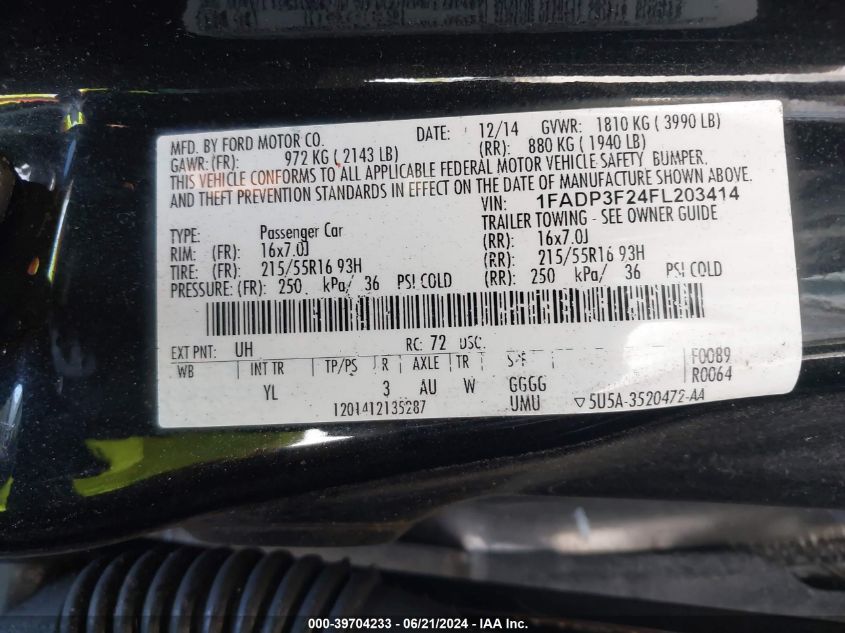 MFD. BY FORD MOTOR CO. DATE: 12/14 GVWR: 1810 KG ( 3990 LB)
GAWR:(FR): 972 KG ( 2143 LB) (RR): 880 KG ( 1940 LB)
THIS VEHICLE CONFORMS TO ALL APPLICABLE FEDERAL MOTOR VEHICLE SAFETY BUMPER.
AND THEFT PREVENTION STANDARDS IN EFFECT ON THE DATE OF MANUFACTURE SHOWN ABOVE.
VIN: 1FADP3F24FL203414
TYPE: Passenger Car TRAILER TOWING - SEE OWNER GUIDE
RIM: (FR): 16x7.0J (RR): 16x7.0J
TIRE: (FR): 215/55R16 93H (RR): 215/55R16 93H
PRESSURE: (FR): 250 kPa/ 36 PSI COLD (RR): 250 kPa/ 36 PSI COLD
EXT PNT: UH RC: 72 DSC:
WB INT TR TP/PS R AXLE TR F0089
YL 3 AU W GGGG R0064
1201412135287 UMU ▽ 5U5A-3520472-AA
000-39704233 - 06/21/2024 - IAA Inc.